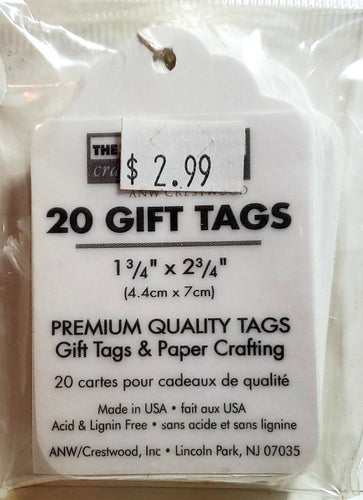 THE
$ 2.99
ANW CRESTWOOD
20 GIFT TAGS
1 3/4" x 2 3/4"
(4.4cm x 7cm)
PREMIUM QUALITY TAGS
Gift Tags & Paper Crafting
20 cartes pour cadeaux de qualité
Made in USA • fait aux USA
Acid & Lignin Free • sans acide et sans lignine
ANW/Crestwood, Inc • Lincoln Park, NJ 07035